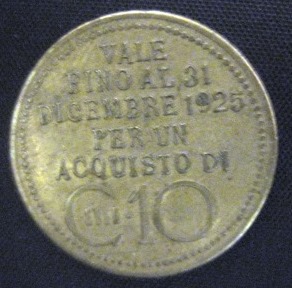 VALE
FINO AL 31
DICEMBRE 1925
PER UN
ACQUISTO DI
C. 10